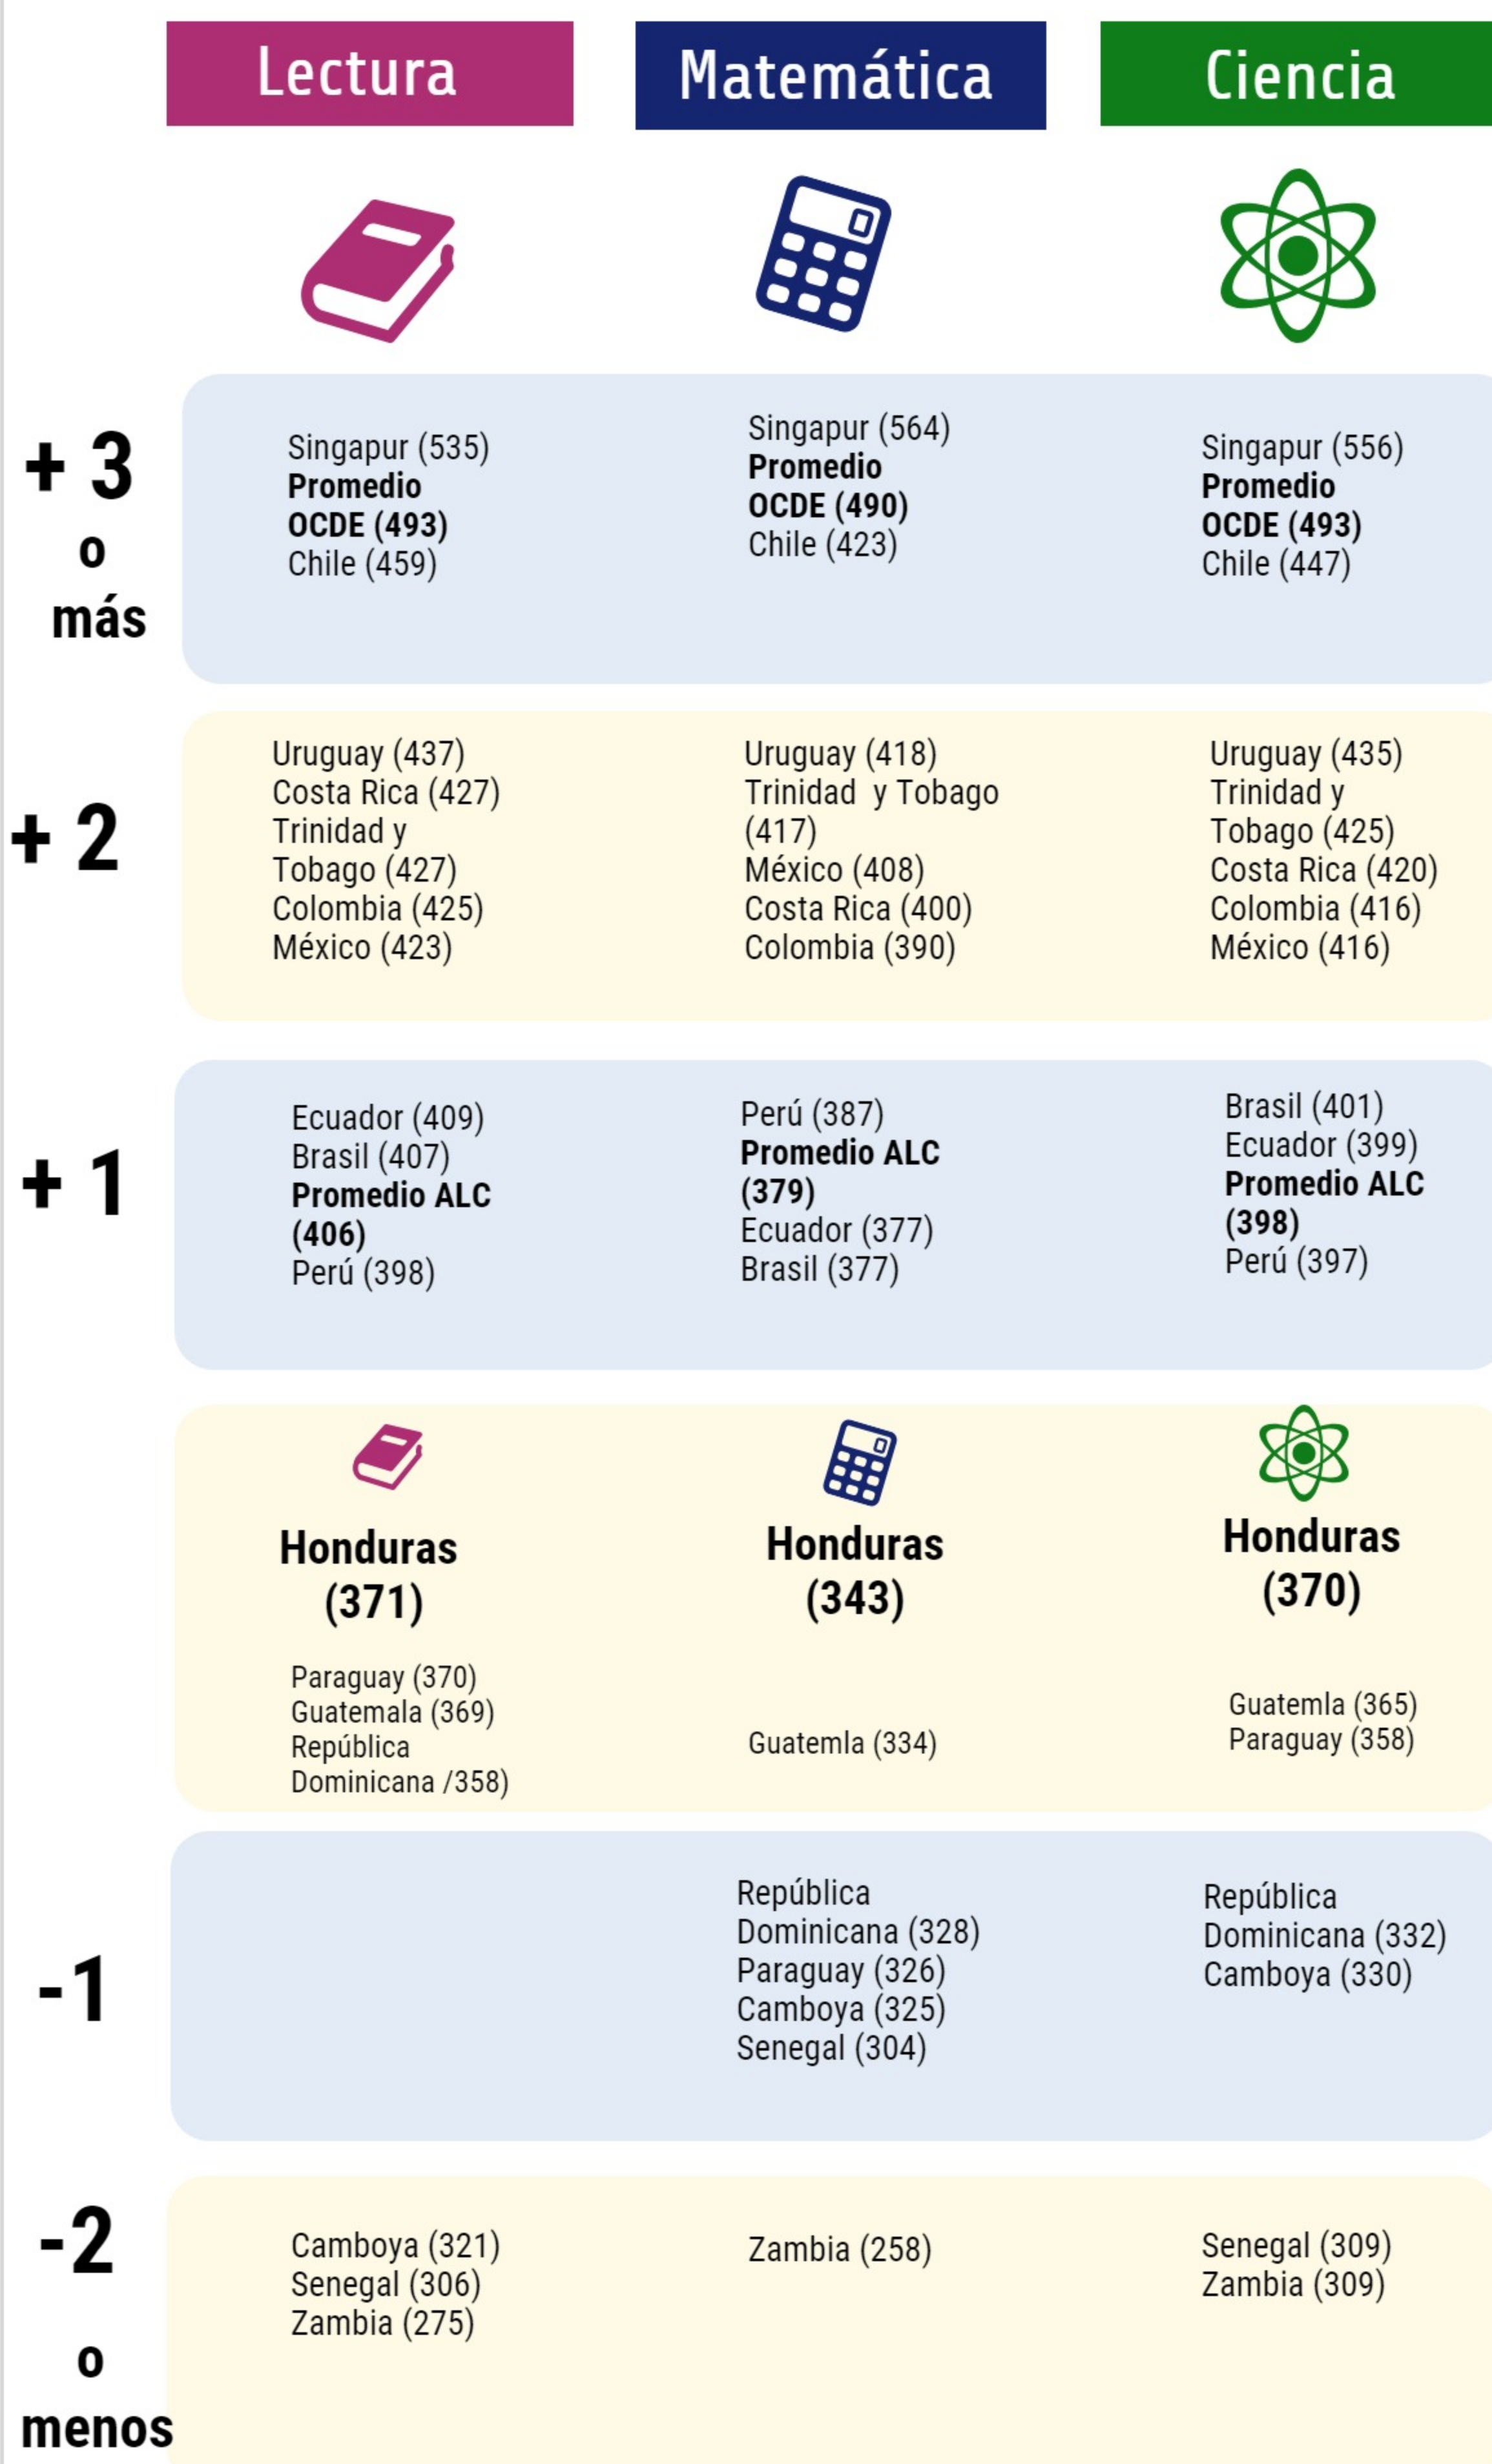 Lectura
Matemática
Ciencia
+ 3
o
más
Singapur (535)
Promedio
OCDE (493)
Chile (459)
Singapur (564)
Promedio
OCDE (490)
Chile (423)
Singapur (556)
Promedio
OCDE (493)
Chile (447)
+ 2
Uruguay (437)
Costa Rica (427)
Trinidad y
Tobago (427)
Colombia (425)
México (423)
Uruguay (418)
Trinidad y Tobago
(417)
México (408)
Costa Rica (400)
Colombia (390)
Uruguay (435)
Trinidad y
Tobago (425)
Costa Rica (420)
Colombia (416)
México (416)
+ 1
Ecuador (409)
Brasil (407)
Promedio ALC
(406)
Perú (398)
Perú (387)
Promedio ALC
(379)
Ecuador (377)
Brasil (377)
Brasil (401)
Ecuador (399)
Promedio ALC
(398)
Perú (397)
Honduras
(371)
Paraguay (370)
Guatemala (369)
República
Dominicana /358)
Honduras
(343)
Guatemla (334)
Honduras
(370)
Guatemla (365)
Paraguay (358)
-1
República
Dominicana (328)
Paraguay (326)
Camboya (325)
Senegal (304)
República
Dominicana (332)
Camboya (330)
-2
o
menos
Camboya (321)
Senegal (306)
Zambia (275)
Zambia (258)
Senegal (309)
Zambia (309)